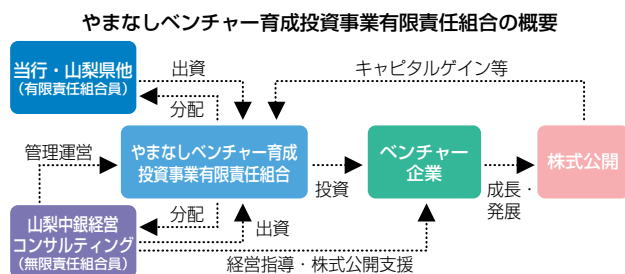 やまなしベンチャー育成投資事業有限責任組合の概要
当行・山梨県他
(有限責任組合員)
出資
分配
キャピタルゲイン等
管理運営
やまなしベンチャー育成
投資事業有限責任組合
投資
ベンチャー
企業
成長・
発展
株式公開
山梨中銀経営
コンサルティング
(無限責任組合員)
分配
出資
経営指導・株式公開支援